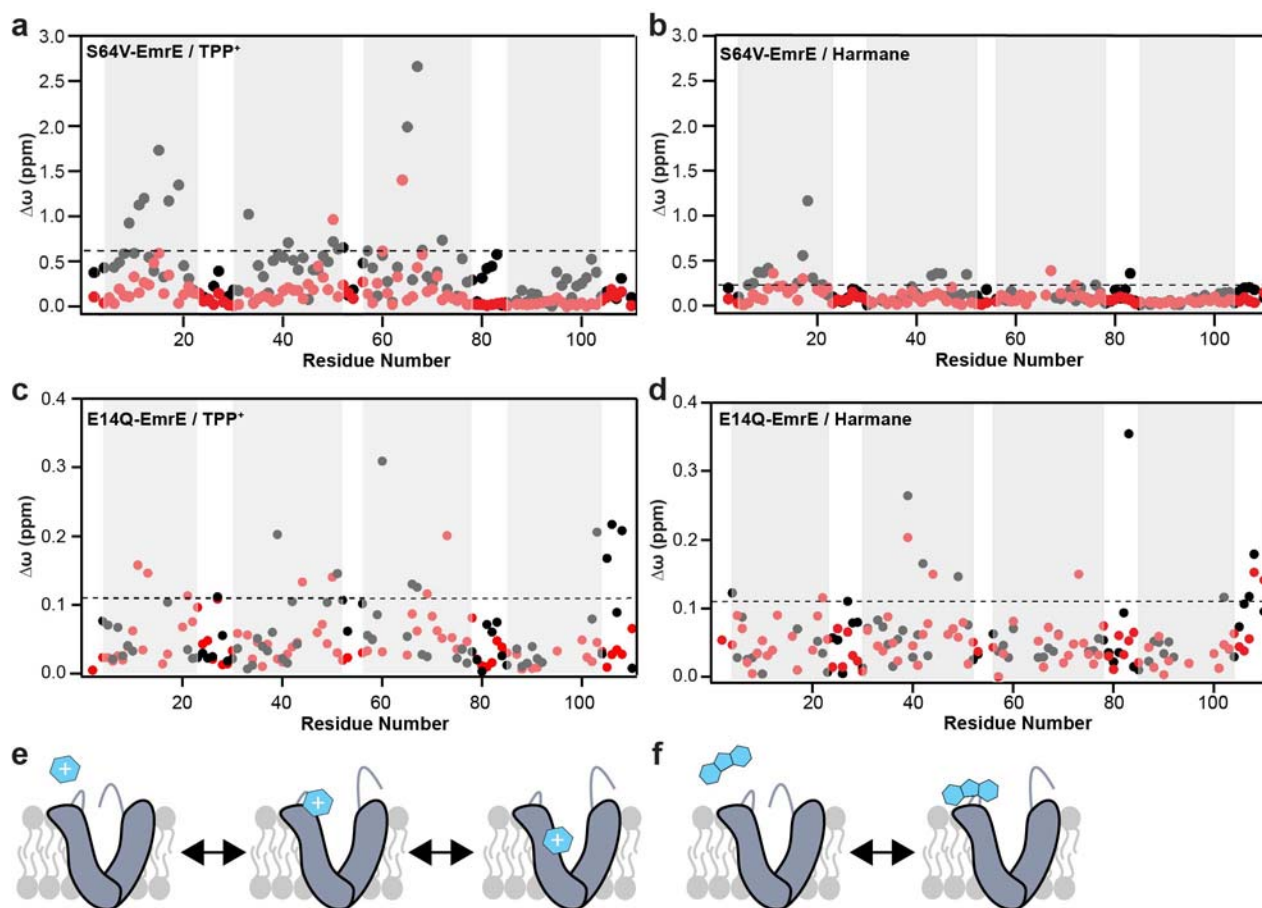 a
S64V-EmrE / TPP⁺
3.0
2.5
2.0
1.5
1.0
0.5
0.0
Δω (ppm)
20 40 60 80 100
Residue Number
b
S64V-EmrE / Harmane
3.0
2.5
2.0
1.5
1.0
0.5
0.0
Δω (ppm)
20 40 60 80 100
Residue Number
c
E14Q-EmrE / TPP⁺
0.4
0.3
0.2
0.1
0.0
Δω (ppm)
20 40 60 80 100
Residue Number
d
E14Q-EmrE / Harmane
0.4
0.3
0.2
0.1
0.0
Δω (ppm)
20 40 60 80 100
Residue Number
e
+
+
+
f